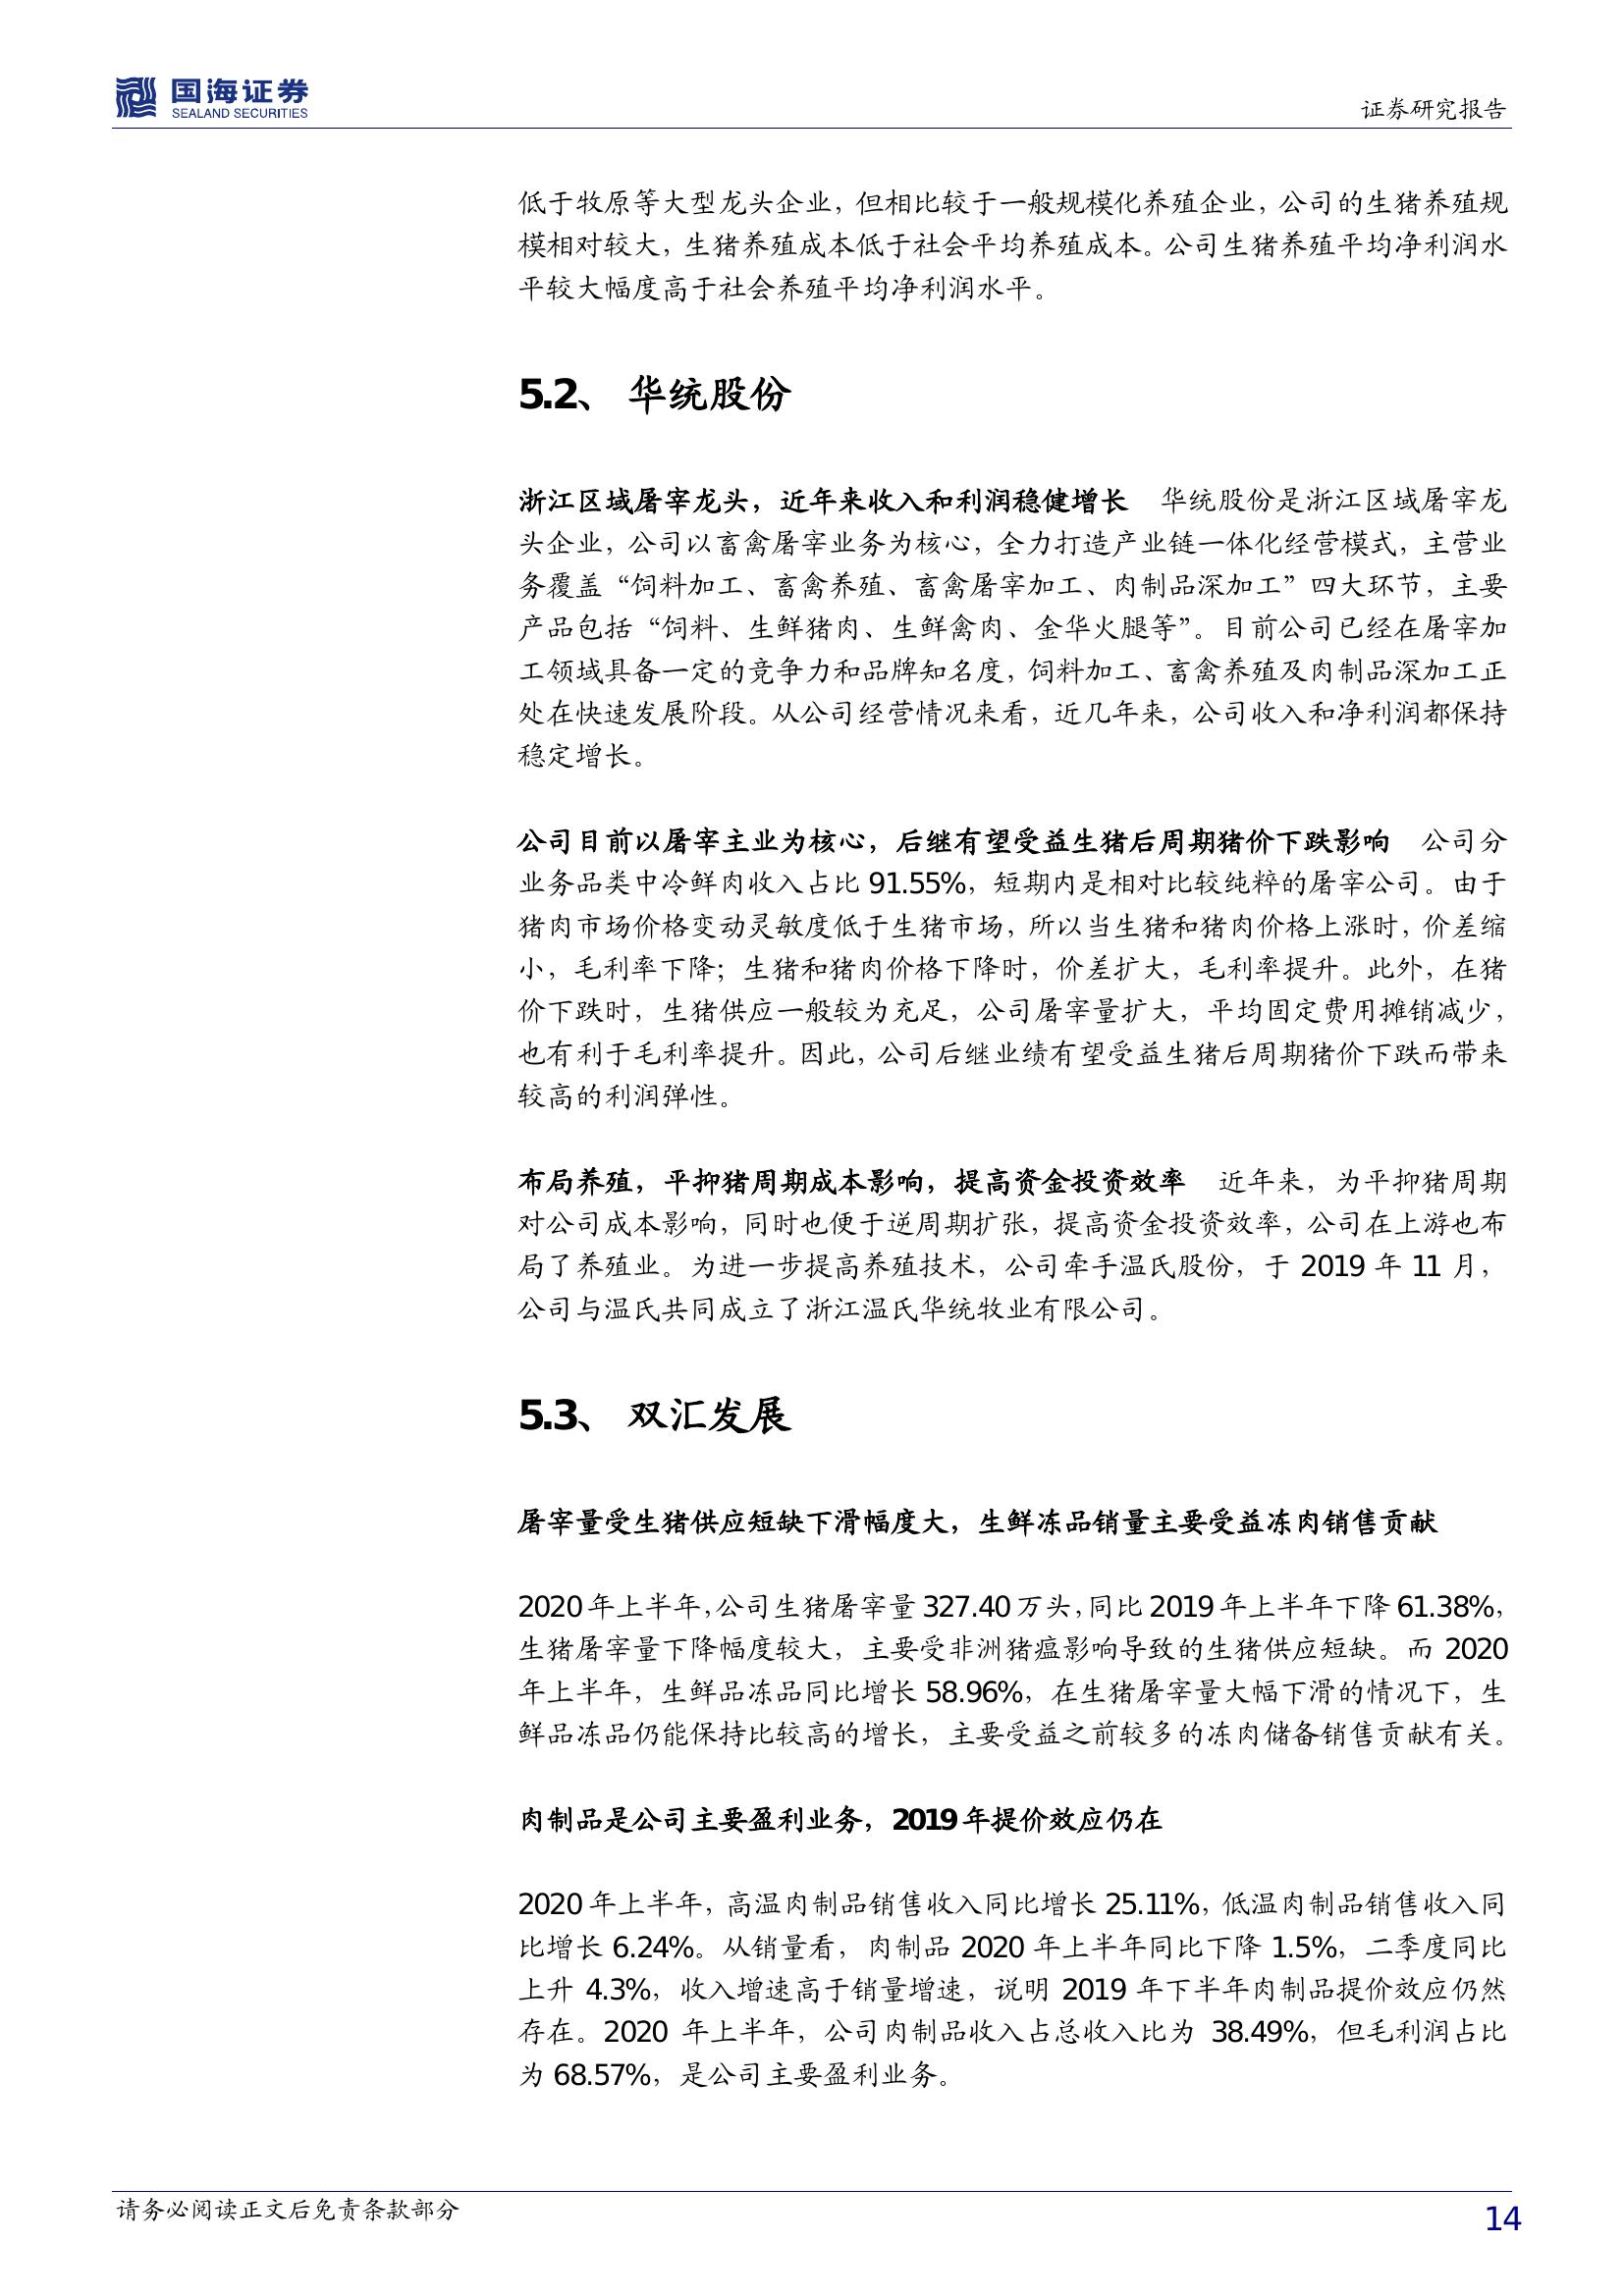 国海证券
SEALAND SECURITIES
证券研究报告
低于牧原等大型龙头企业，但相比较于一般规模化养殖企业，公司的生猪养殖规
模相对较大，生猪养殖成本低于社会平均养殖成本。公司生猪养殖平均净利润水
平较大幅度高于社会养殖平均净利润水平。
5.2、 华统股份
浙江区域屠宰龙头，近年来收入和利润稳健增长　华统股份是浙江区域屠宰龙
头企业，公司以畜禽屠宰业务为核心，全力打造产业链一体化经营模式，主营业
务覆盖“饲料加工、畜禽养殖、畜禽屠宰加工、肉制品深加工”四大环节，主要
产品包括“饲料、生鲜猪肉、生鲜禽肉、金华火腿等”。目前公司已经在屠宰加
工领域具备一定的竞争力和品牌知名度，饲料加工、畜禽养殖及肉制品深加工正
处在快速发展阶段。从公司经营情况来看，近几年来，公司收入和净利润都保持
稳定增长。
公司目前以屠宰主业为核心，后继有望受益生猪后周期猪价下跌影响　公司分
业务品类中冷鲜肉收入占比 91.55%，短期内是相对比较纯粹的屠宰公司。由于
猪肉市场价格变动灵敏度低于生猪市场，所以当生猪和猪肉价格上涨时，价差缩
小，毛利率下降；生猪和猪肉价格下降时，价差扩大，毛利率提升。此外，在猪
价下跌时，生猪供应一般较为充足，公司屠宰量扩大，平均固定费用摊销减少，
也有利于毛利率提升。因此，公司后继业绩有望受益生猪后周期猪价下跌而带来
较高的利润弹性。
布局养殖，平抑猪周期成本影响，提高资金投资效率　近年来，为平抑猪周期
对公司成本影响，同时也便于逆周期扩张，提高资金投资效率，公司在上游也布
局了养殖业。为进一步提高养殖技术，公司牵手温氏股份，于 2019 年 11 月，
公司与温氏共同成立了浙江温氏华统牧业有限公司。
5.3、 双汇发展
屠宰量受生猪供应短缺下滑幅度大，生鲜冻品销量主要受益冻肉销售贡献
2020 年上半年，公司生猪屠宰量 327.40 万头，同比 2019 年上半年下降 61.38%，
生猪屠宰量下降幅度较大，主要受非洲猪瘟影响导致的生猪供应短缺。而 2020
年上半年，生鲜品冻品同比增长 58.96%，在生猪屠宰量大幅下滑的情况下，生
鲜品冻品仍能保持比较高的增长，主要受益之前较多的冻肉储备销售贡献有关。
肉制品是公司主要盈利业务，2019 年提价效应仍在
2020 年上半年，高温肉制品销售收入同比增长 25.11%，低温肉制品销售收入同
比增长 6.24%。从销量看，肉制品 2020 年上半年同比下降 1.5%，二季度同比
上升 4.3%，收入增速高于销量增速，说明 2019 年下半年肉制品提价效应仍然
存在。2020 年上半年，公司肉制品收入占总收入比为 38.49%，但毛利润占比
为 68.57%，是公司主要盈利业务。
请务必阅读正文后免责条款部分
14